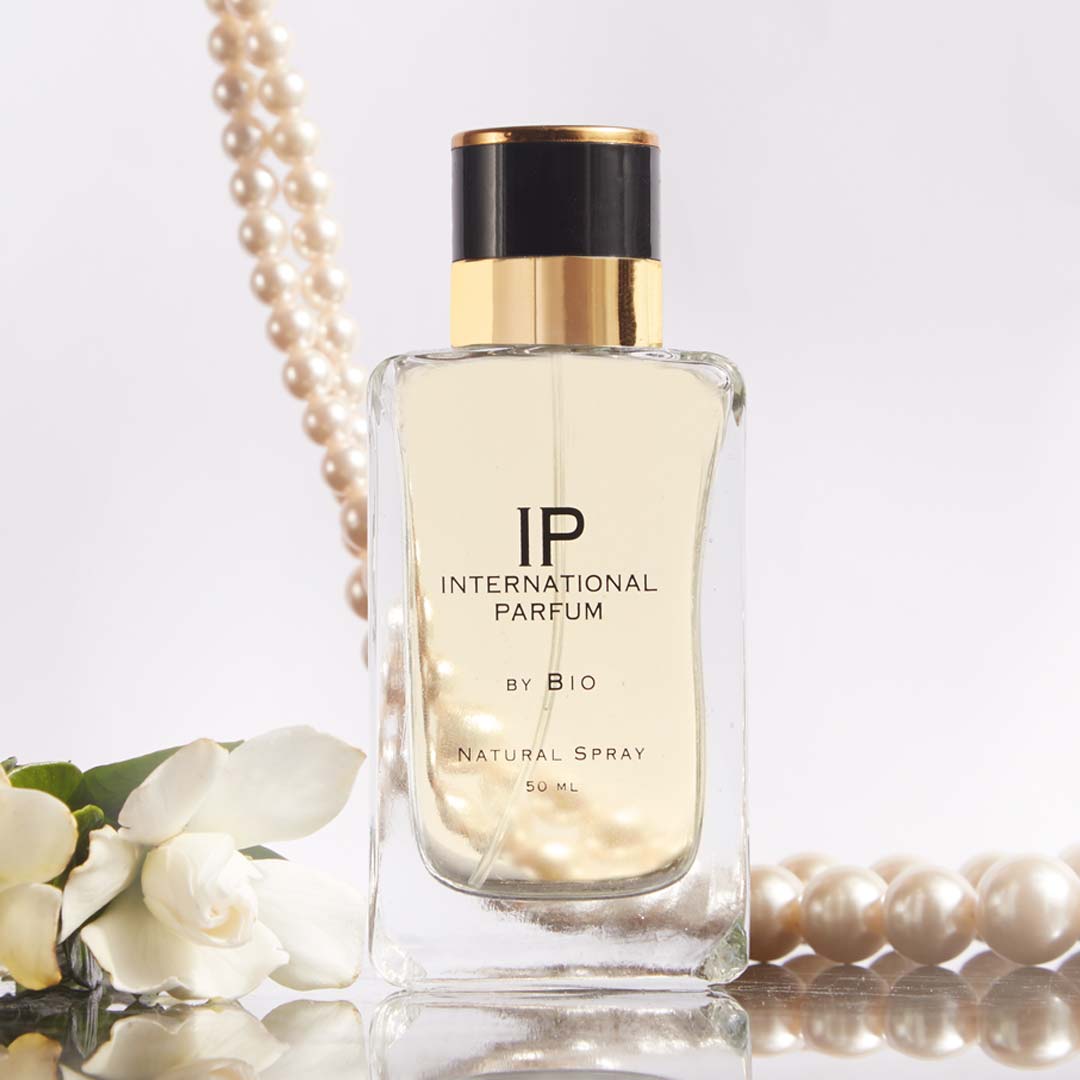 IP
INTERNATIONAL
PARFUM
BY BIO
NATURAL SPRAY
50 ML